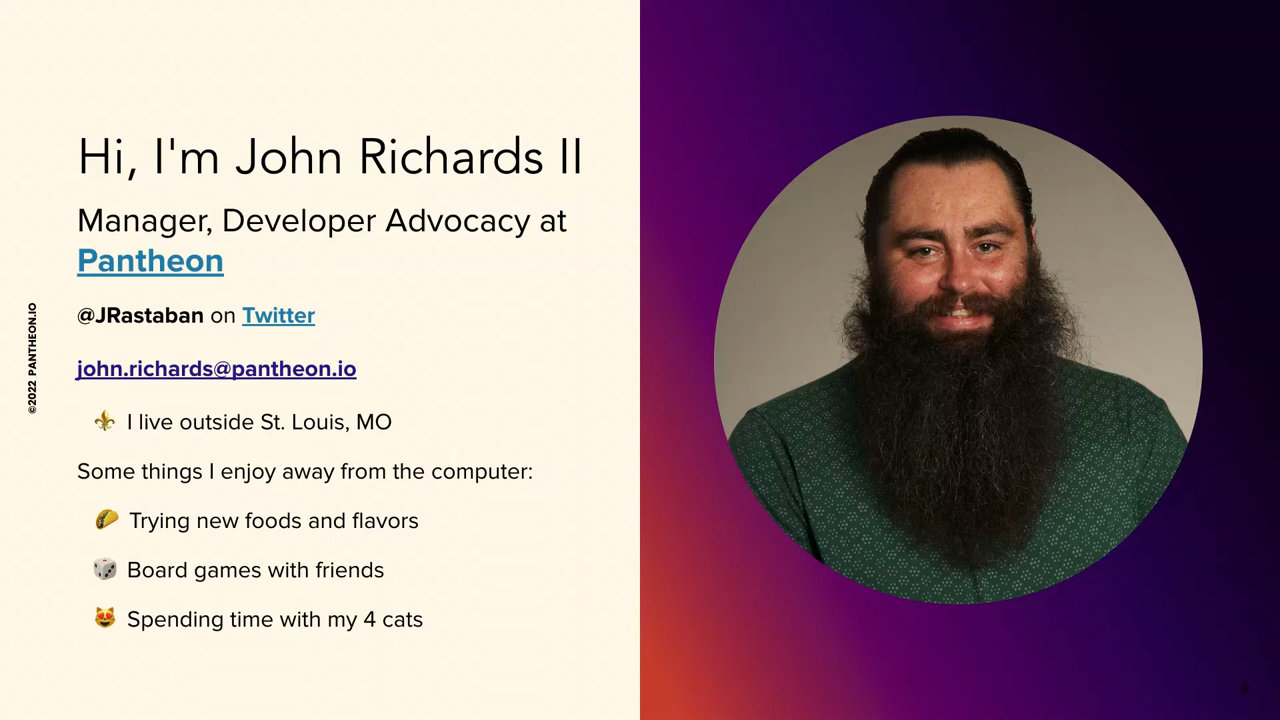 Hi, I'm John Richards II
Manager, Developer Advocacy at
Pantheon
@JRastaban on Twitter
john.richards@pantheon.io
⚜️ I live outside St. Louis, MO
Some things I enjoy away from the computer:
🌮 Trying new foods and flavors
🎲 Board games with friends
😻 Spending time with my 4 cats
©2022 PANTHEON.IO